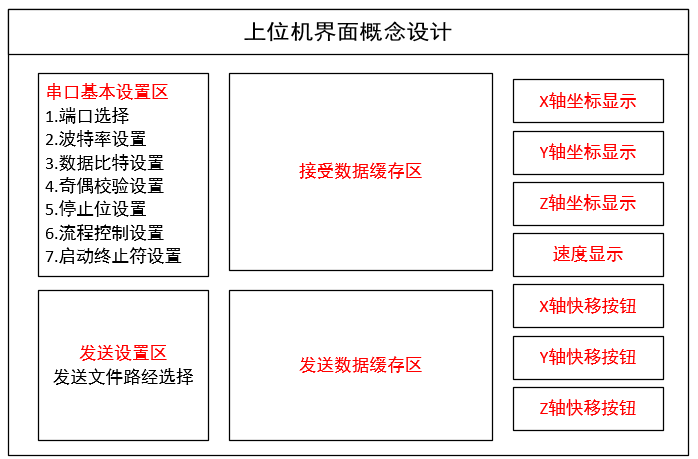 上位机界面概念设计
串口基本设置区
1.端口选择
2.波特率设置
3.数据比特设置
4.奇偶校验设置
5.停止位设置
6.流程控制设置
7.启动终止符设置
接受数据缓存区
发送设置区
发送文件路经选择
发送数据缓存区
X轴坐标显示
Y轴坐标显示
Z轴坐标显示
速度显示
X轴快移按钮
Y轴快移按钮
Z轴快移按钮